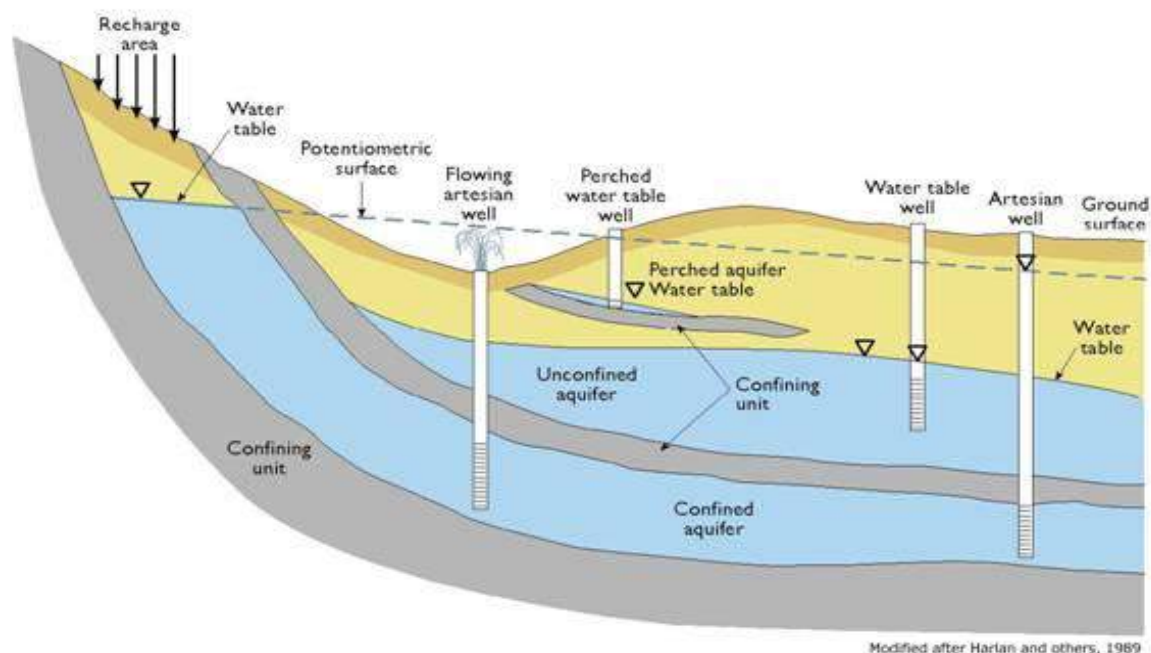 Recharge
area
Water
table
Potentiometric
surface
Flowing
artesian
well
Perched
water table
well
Water table
well
Artesian
well
Ground
surface
Perched aquifer
Water table
Water
table
Unconfined
aquifer
Confining
unit
Confining
unit
Confined
aquifer
Modified after Harlan and others, 1989